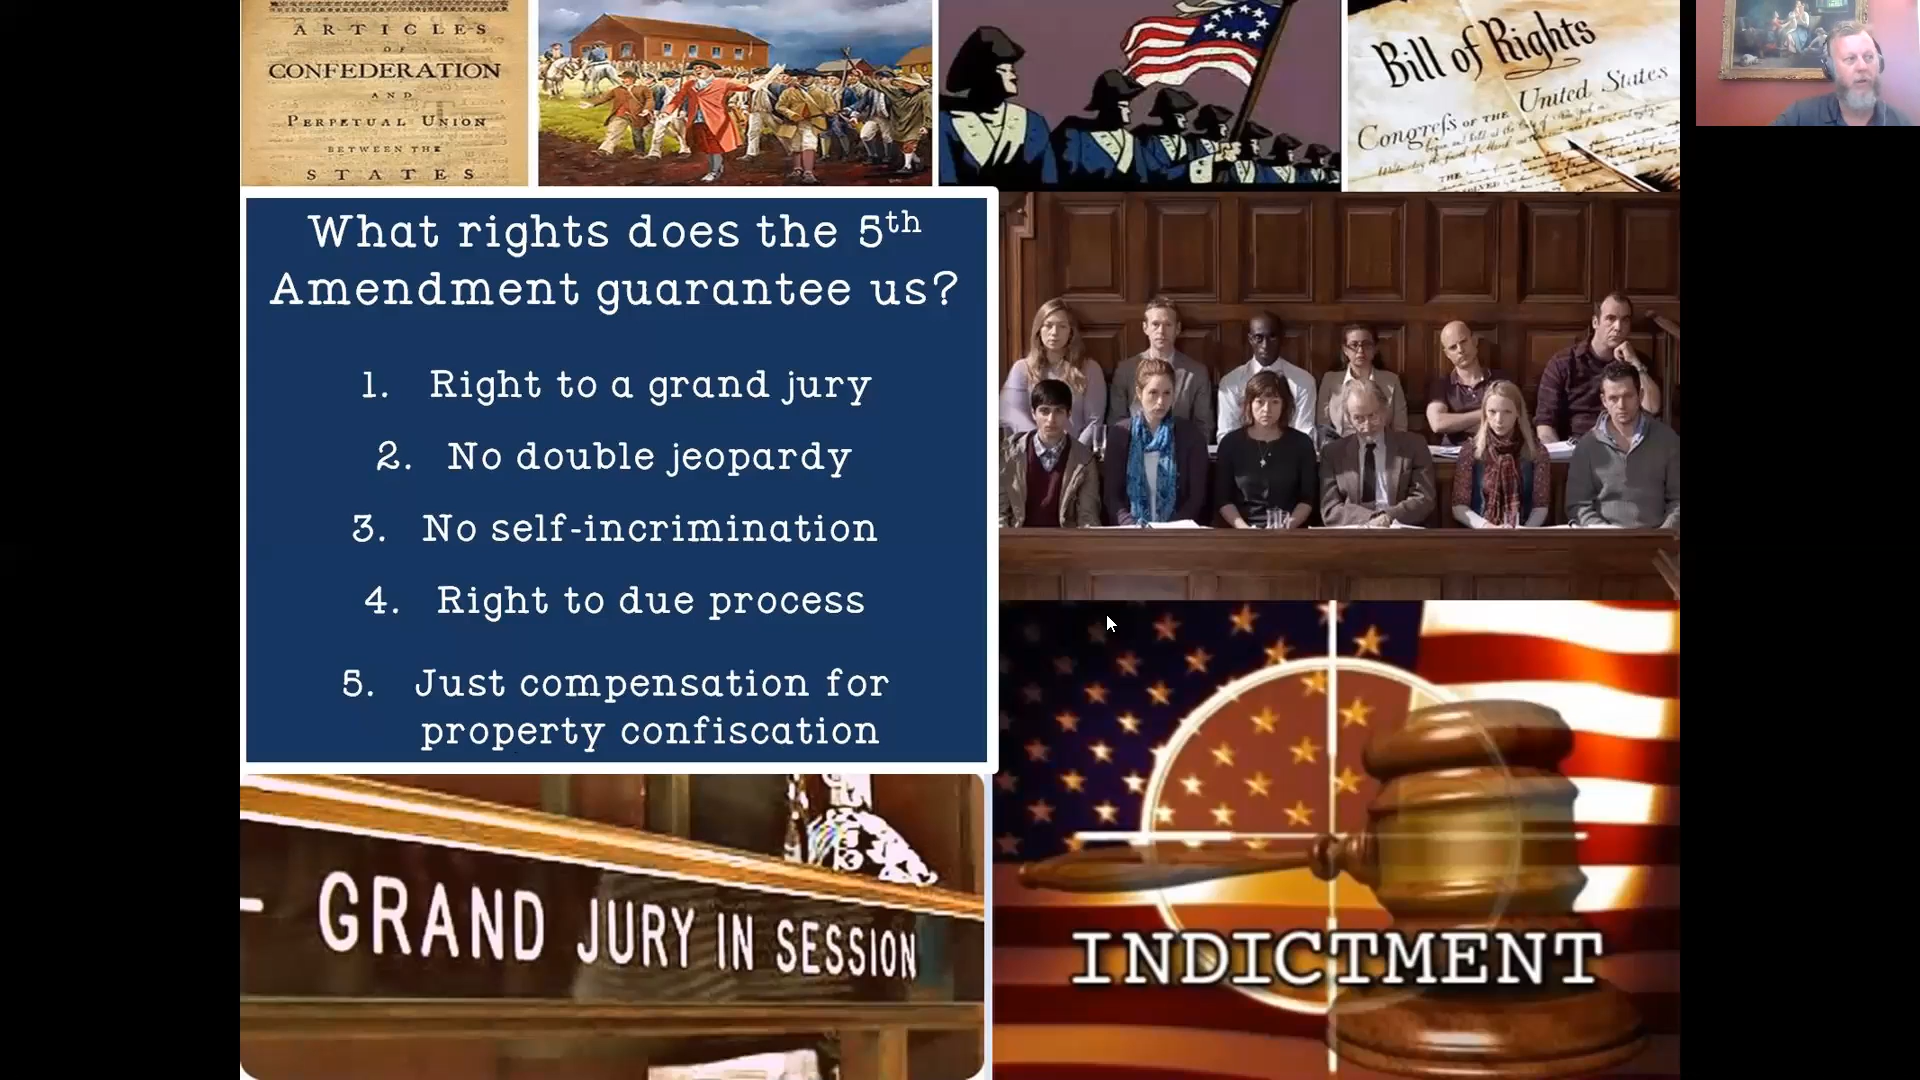 ARTICLES
OF
CONFEDERATION
AND
PERPETUAL UNION
BETWEEN THE
STATES
Bill of Rights
Congrefs OF THE United States
THE
What rights does the 5th
Amendment guarantee us?
1. Right to a grand jury
2. No double jeopardy
3. No self-incrimination
4. Right to due process
5. Just compensation for
property confiscation
GRAND JURY IN SESSION
INDICTMENT